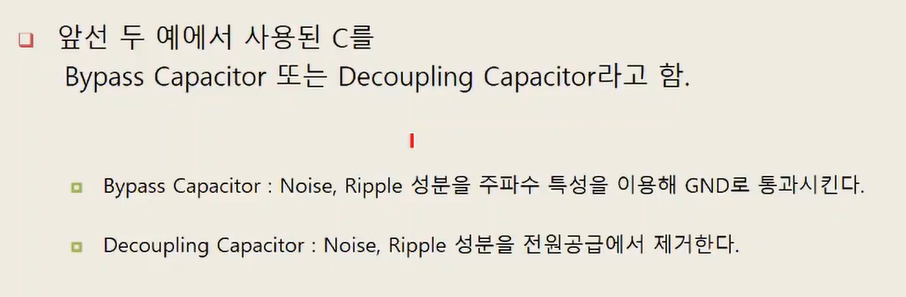 앞선 두 예에서 사용된 C를
Bypass Capacitor 또는 Decoupling Capacitor라고 함.
Bypass Capacitor : Noise, Ripple 성분을 주파수 특성을 이용해 GND로 통과시킨다.
Decoupling Capacitor : Noise, Ripple 성분을 전원공급에서 제거한다.